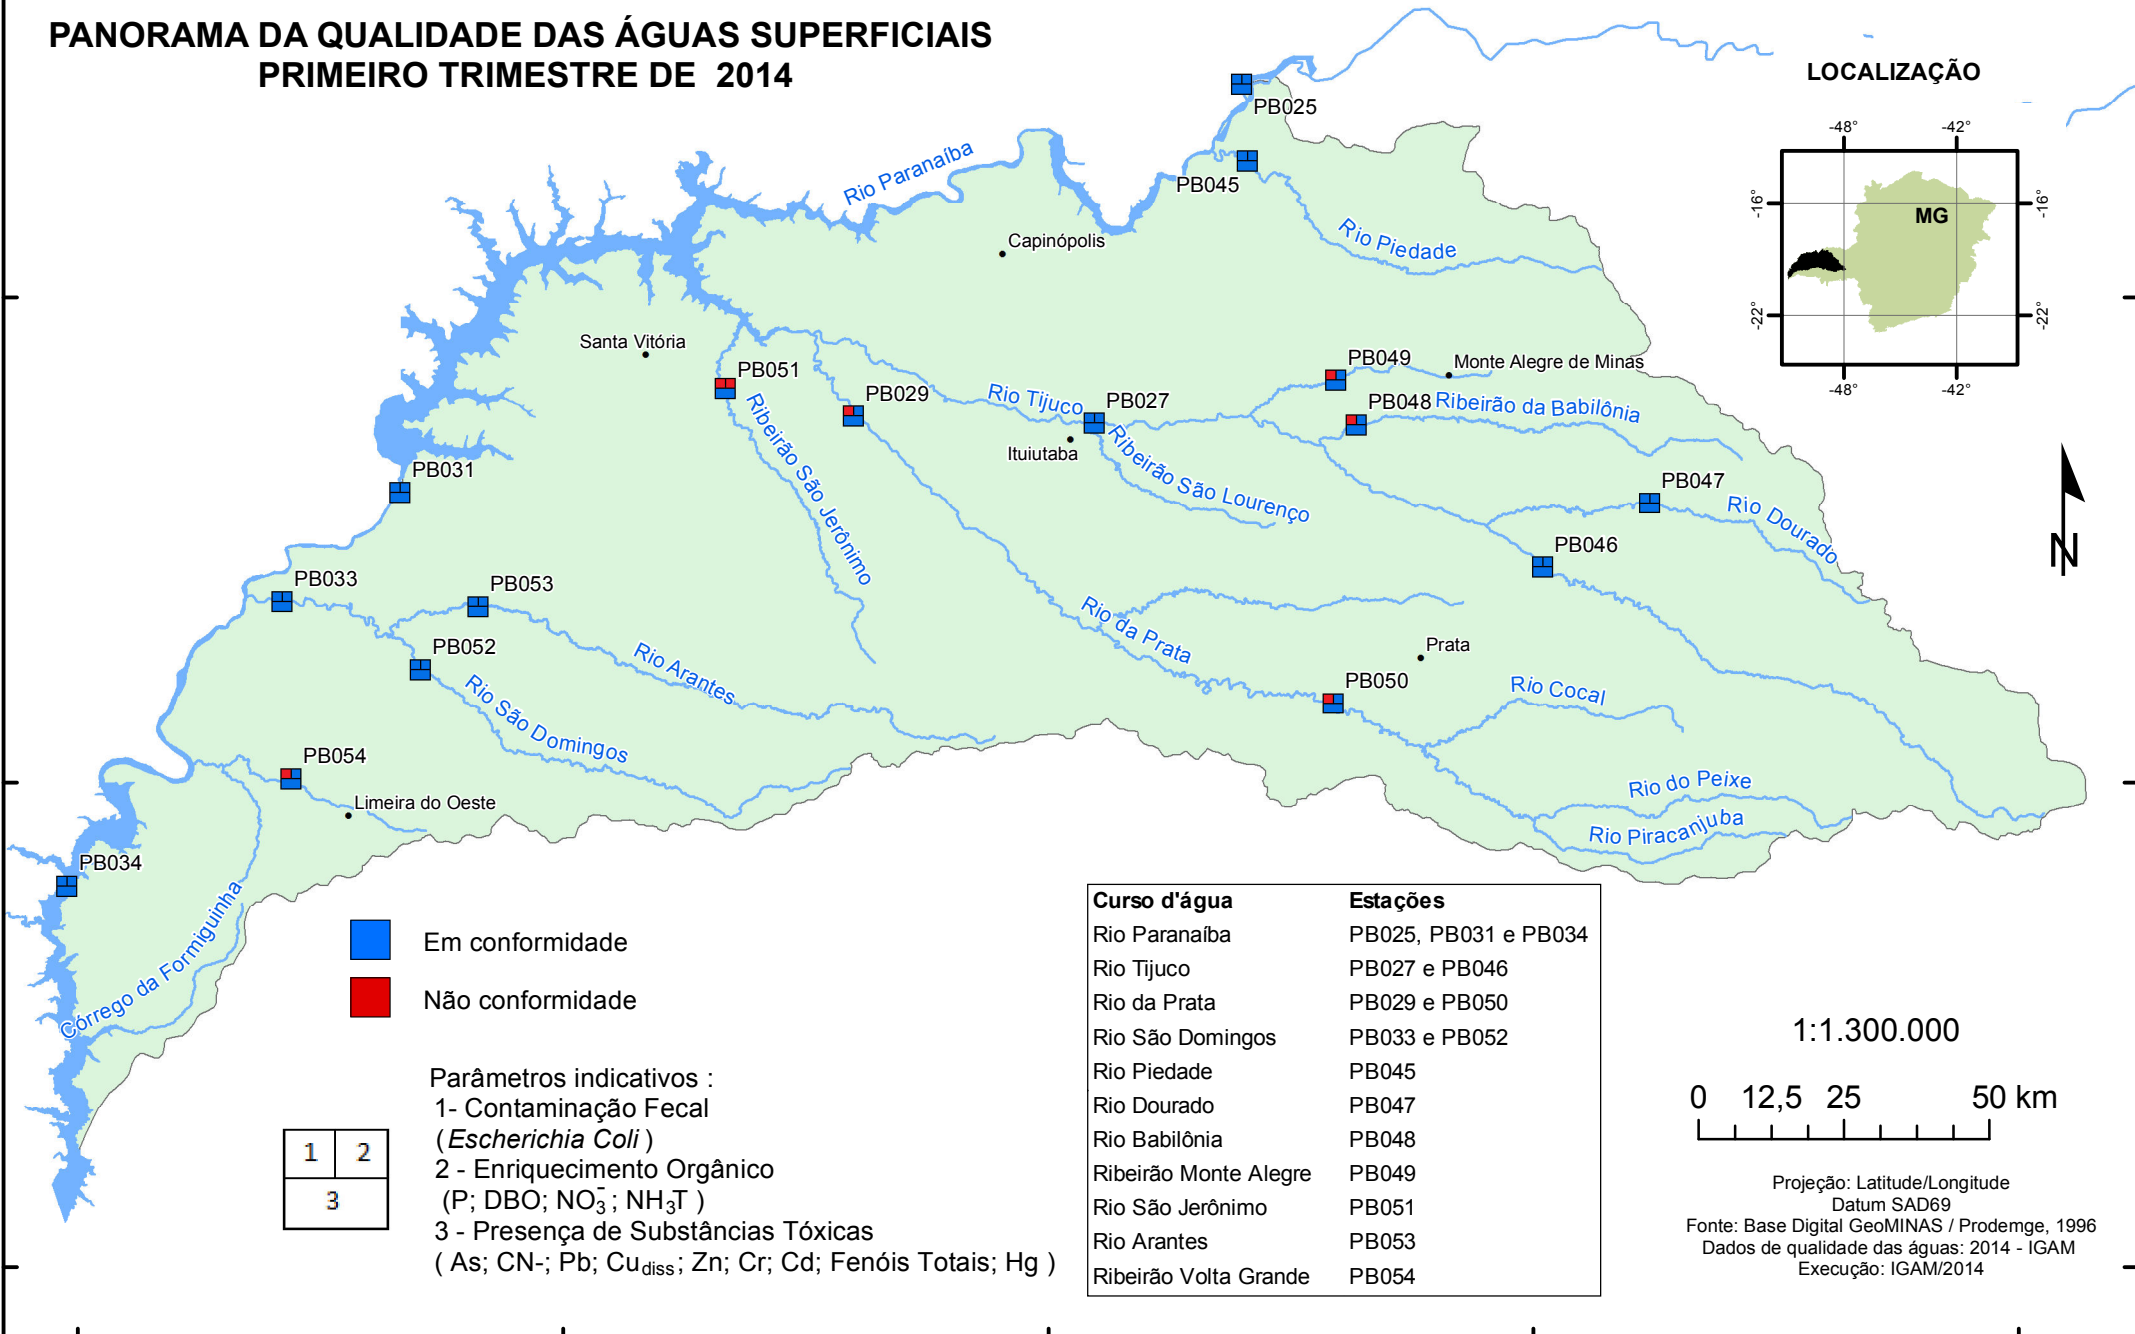 PANORAMA DA QUALIDADE DAS ÁGUAS SUPERFICIAIS
PRIMEIRO TRIMESTRE DE 2014
LOCALIZAÇÃO
-48°
-42°
-16°
-16°
MG
-22°
-22°
-48°
-42°
PB025
Rio Paranaíba
PB045
Rio Piedade
Capinópolis
Santa Vitória
PB051
PB029
Rio Tijuco
PB027
PB049
Monte Alegre de Minas
PB048
Ribeirão da Babilônia
Ituiutaba
Ribeirão São Lourenço
Ribeirão São Jerônimo
PB031
PB047
Rio Dourado
PB046
N
PB033
PB053
Rio da Prata
PB052
Rio Arantes
Prata
Rio São Domingos
PB050
Rio Cocal
PB054
Limeira do Oeste
Rio do Peixe
Rio Piracanjuba
PB034
Córrego da Formiguinha
Em conformidade
Não conformidade
Parâmetros indicativos :
1- Contaminação Fecal
(Escherichia Coli )
2 - Enriquecimento Orgânico
(P; DBO; NO₃⁻; NH₃T )
3 - Presença de Substâncias Tóxicas
( As; CN-; Pb; Cu diss; Zn; Cr; Cd; Fenóis Totais; Hg )
1 2
3
Curso d'água Estações
Rio Paranaíba PB025, PB031 e PB034
Rio Tijuco PB027 e PB046
Rio da Prata PB029 e PB050
Rio São Domingos PB033 e PB052
Rio Piedade PB045
Rio Dourado PB047
Rio Babilônia PB048
Ribeirão Monte Alegre PB049
Rio São Jerônimo PB051
Rio Arantes PB053
Ribeirão Volta Grande PB054
1:1.300.000
0 12,5 25 50 km
Projeção: Latitude/Longitude
Datum SAD69
Fonte: Base Digital GeoMINAS / Prodemge, 1996
Dados de qualidade das águas: 2014 - IGAM
Execução: IGAM/2014